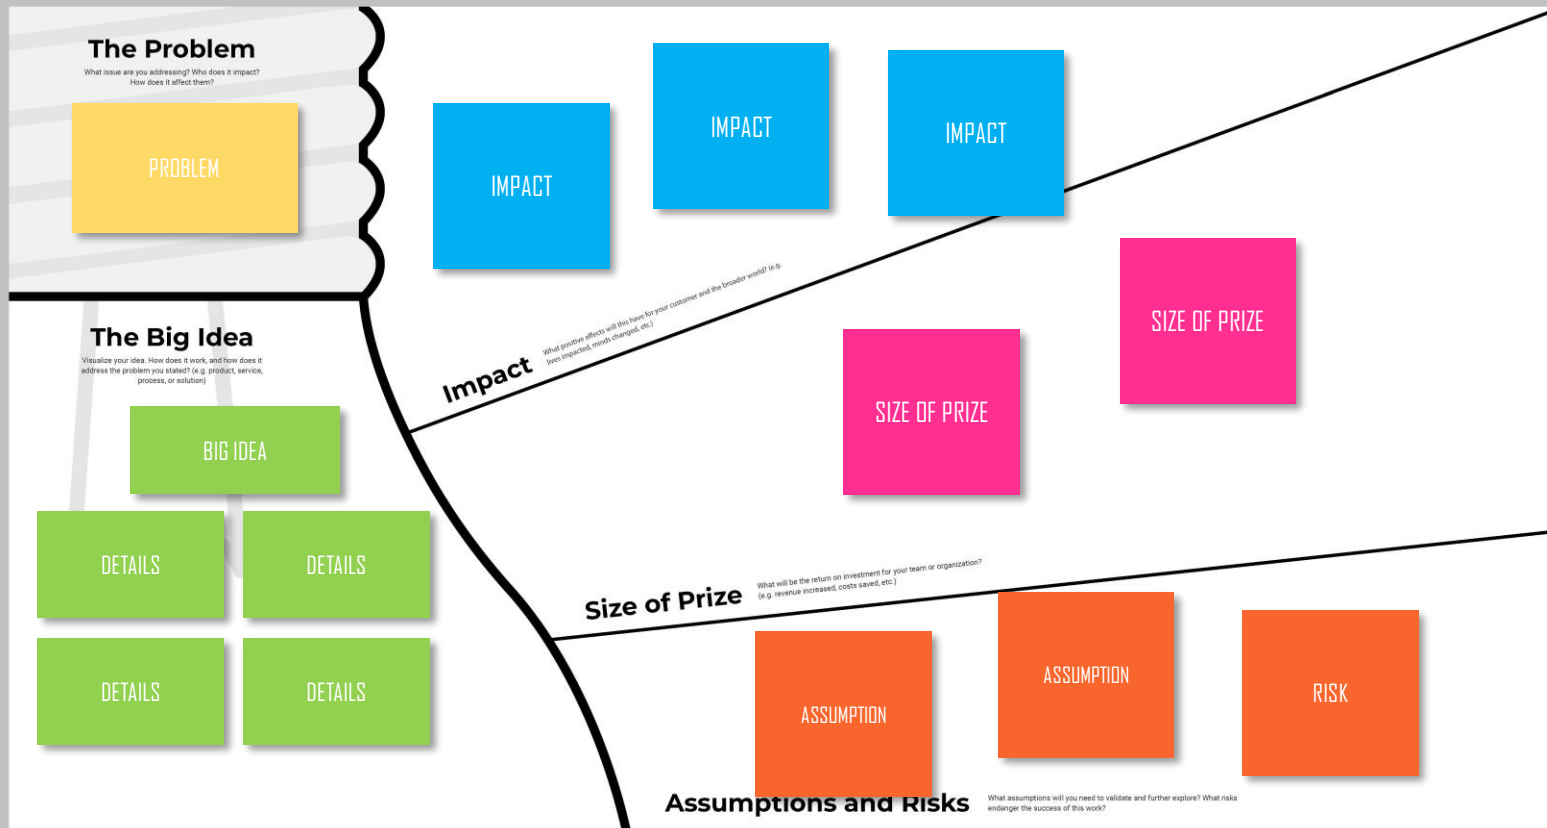 The Problem
What issue are you addressing? Who does it impact?
How does it affect them?
PROBLEM
The Big Idea
Visualize your idea. How does it work, and how does it
address the problem you stated? (e.g. product, service,
process, or solution)
BIG IDEA
DETAILS
DETAILS
DETAILS
DETAILS
IMPACT
IMPACT
IMPACT
Impact
What positive effects will this have for your customer and the broader world? (e.g.
lives impacted, minds changed, etc.)
SIZE OF PRIZE
SIZE OF PRIZE
Size of Prize
What will be the return on investment for your team or organization?
(e.g. revenue increased, costs saved, etc.)
ASSUMPTION
ASSUMPTION
RISK
Assumptions and Risks
What assumptions will you need to validate and further explore? What risks
endanger the success of this work?